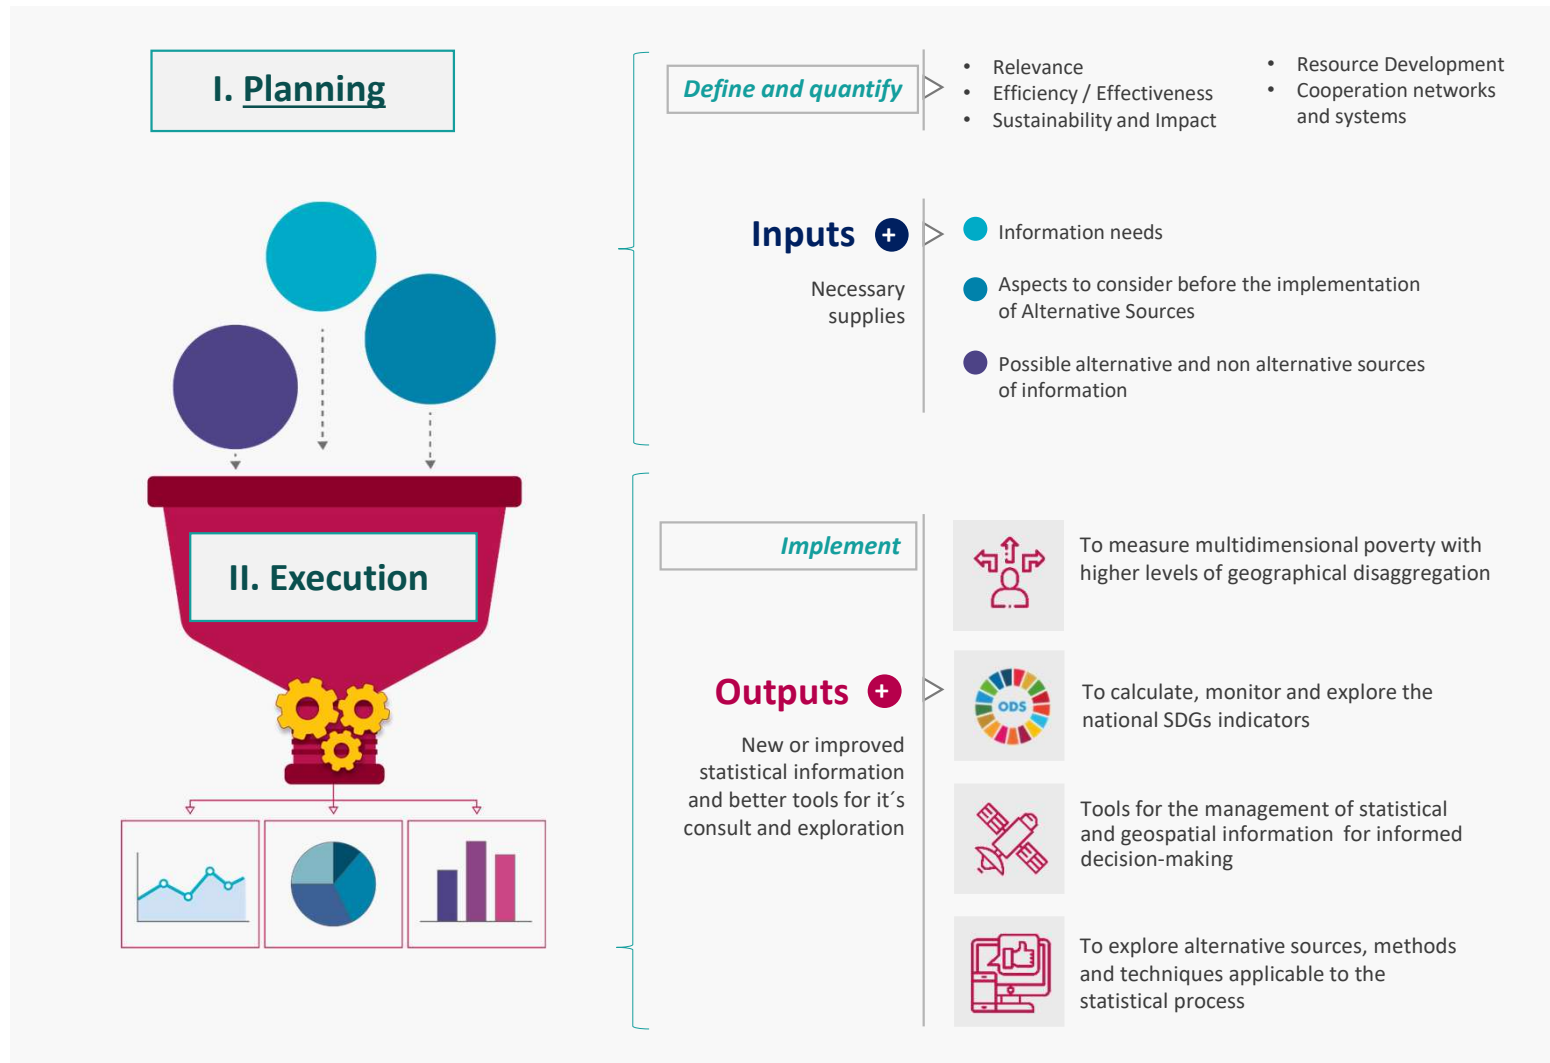 I. Planning
Define and quantify
• Relevance
• Efficiency / Effectiveness
• Sustainability and Impact
• Resource Development
• Cooperation networks
and systems
Inputs +
Necessary
supplies
Information needs
Aspects to consider before the implementation
of Alternative Sources
Possible alternative and non alternative sources
of information
II. Execution
Implement
To measure multidimensional poverty with
higher levels of geographical disaggregation
Outputs +
New or improved
statistical information
and better tools for it´s
consult and exploration
ODS
To calculate, monitor and explore the
national SDGs indicators
Tools for the management of statistical
and geospatial information for informed
decision-making
To explore alternative sources, methods
and techniques applicable to the
statistical process